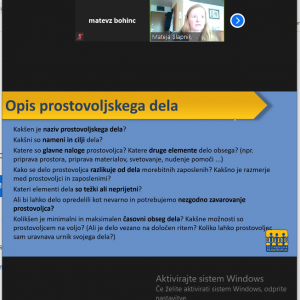 matevz bohinc
Mateja Šlapnic
Opis prostovoljskega dela
Kakšen je naziv prostovoljskega dela?
Kakšni so nameni in cilji dela?
Katere so glavne naloge prostovoljca? Katere druge elemente delo obsega? (npr.
priprava prostora, priprava materialov, svetovanje, nudenje pomoči ...)
Kako se delo prostovoljca razlikuje od dela morebitnih zaposlenih? Kakšno je razmerje
med prostovoljci in zaposlenimi?
Kateri elementi dela so težki ali neprijetni?
Ali bi lahko delo opredelili kot nevarno in potrebujemo nezgodno zavarovanje
prostovoljca?
Kolikšen je minimalni in maksimalen časovni obseg dela? Kakšne možnosti so
prostovoljcem na voljo? (Ali je delo vezano na določen ritem? Koliko lahko prostovoljec
sam uravnava urnik svojega dela?)
Aktivirajte sistem Windows
Če želite aktivirati sistem Windows, odprite
nastavitve.